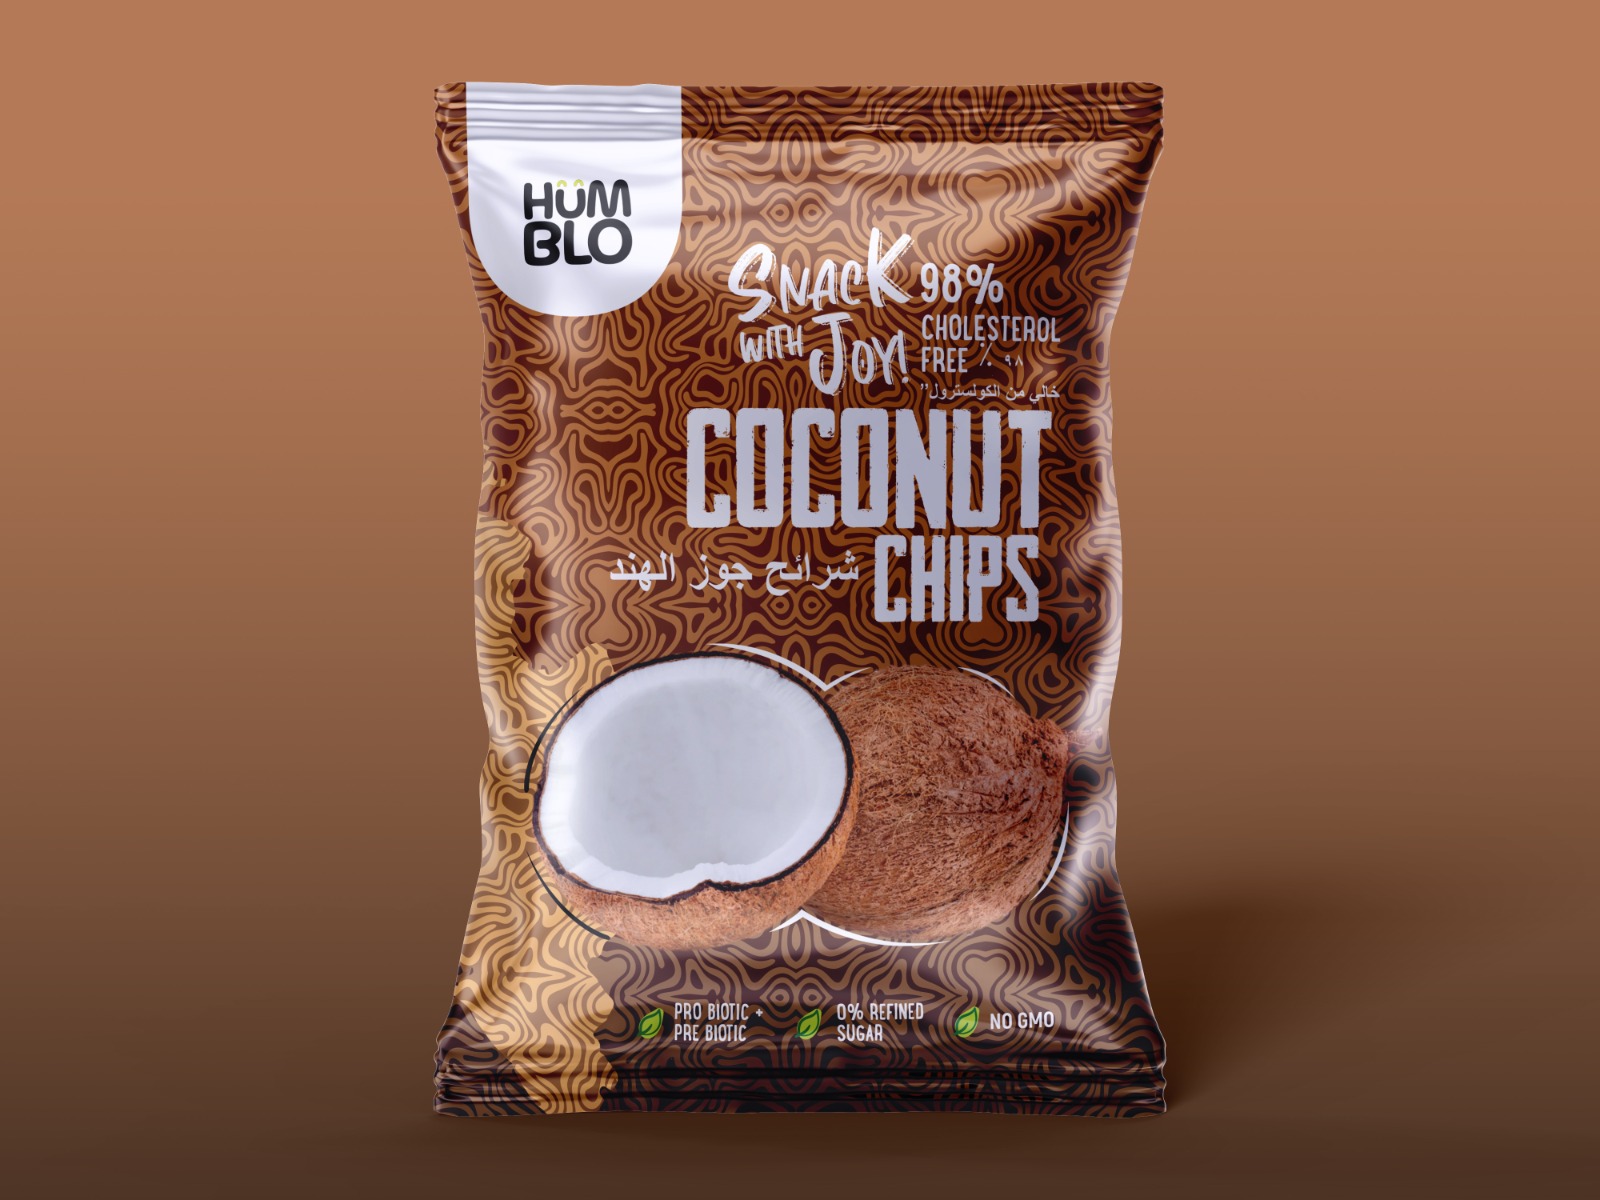 HÜM
BLO
SNACK
WITH JOY!
98%
CHOLESTEROL
FREE ٪ ٩٨
خالي من الكولسترول"
COCONUT
CHIPS
شرائح جوز الهند
PRO BIOTIC +
PRE BIOTIC
0% REFINED
SUGAR
NO GMO